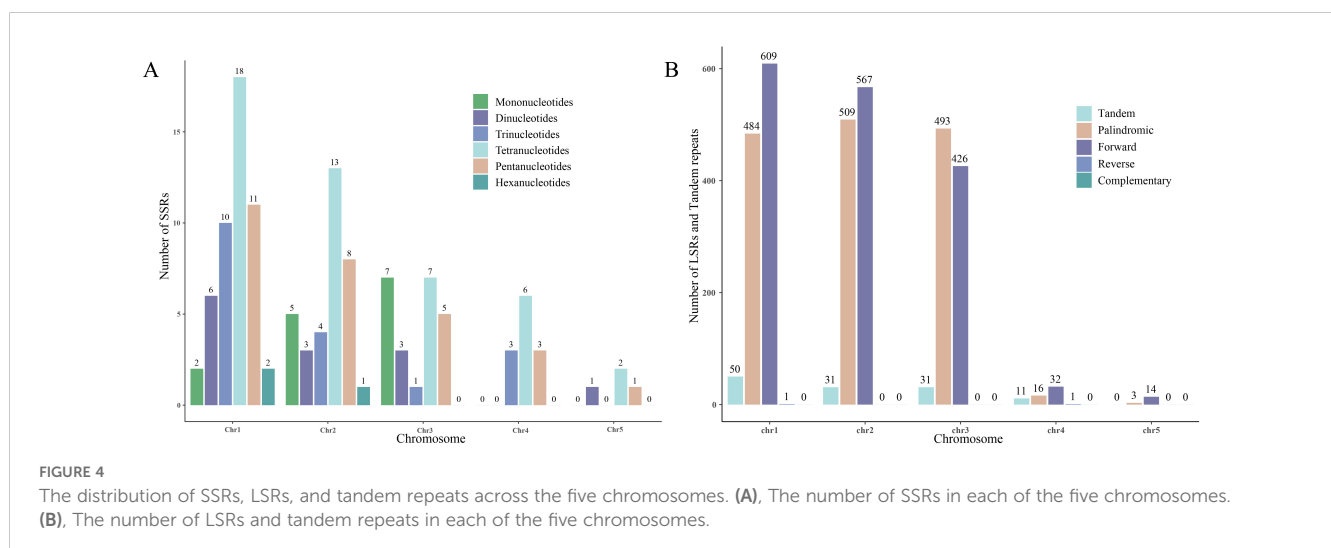 A
Number of SSRs
15
10
5
0
2 6 10 18 11 2
5 3 4 13 8 1
7 3 1 7 5 0
0 0 3 6 3 0
0 1 0 2 1 0
Chr1 Chr2 Chr3 Chr4 Chr5
Chromosome
Mononucleotides
Dinucleotides
Trinucleotides
Tetranucleotides
Pentanucleotides
Hexanucleotides
B
Number of LSRs and Tandem repeats
600
400
200
0
50 484 609 1 0
31 509 567 0 0
31 493 426 0 0
11 16 32 1 0
0 3 14 0 0
chr1 chr2 chr3 chr4 chr5
Chromosome
Tandem
Palindromic
Forward
Reverse
Complementary
FIGURE 4
The distribution of SSRs, LSRs, and tandem repeats across the five chromosomes. (A), The number of SSRs in each of the five chromosomes.
(B), The number of LSRs and tandem repeats in each of the five chromosomes.